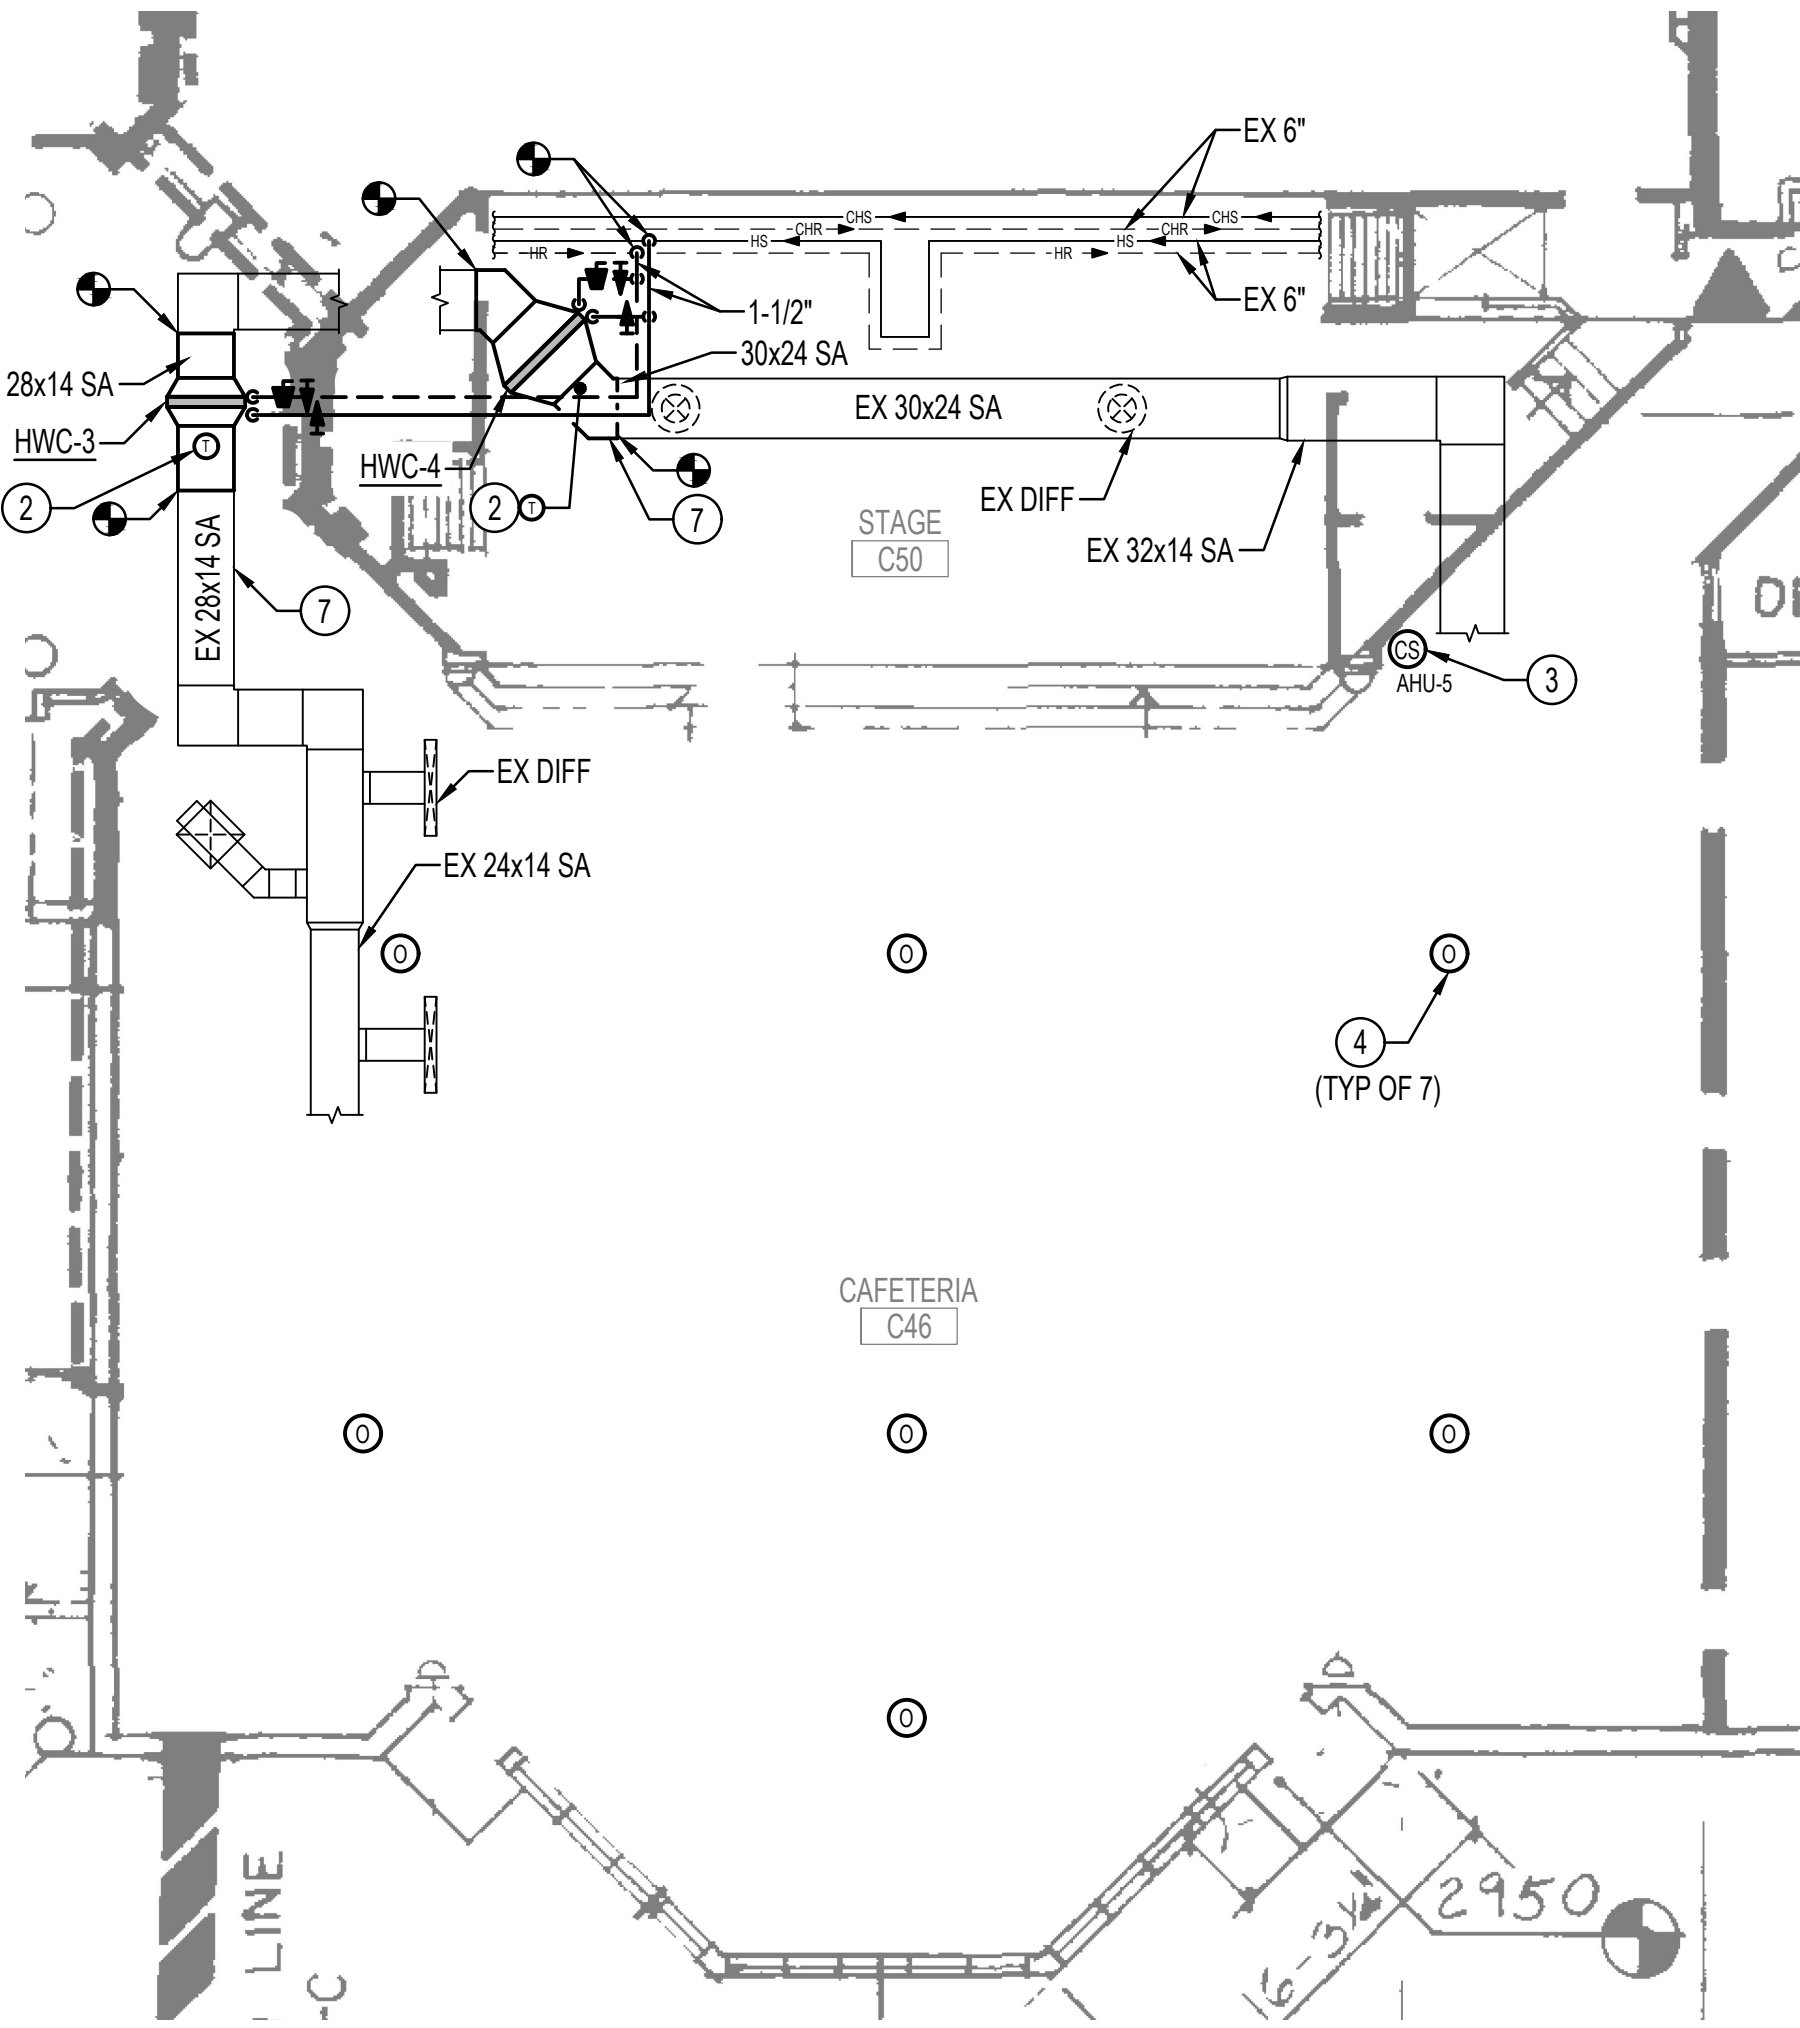 EX 6"
CHS
CHS
CHR
CHR
HS
HS
HR
HR
EX 6"
1-1/2"
30x24 SA
28x14 SA
EX 30x24 SA
HWC-3
T
HWC-4
2
2
T
7
EX DIFF
STAGE
C50
EX 32x14 SA
EX 28x14 SA
7
CS
AHU-5
3
EX DIFF
EX 24x14 SA
O
O
O
4
(TYP OF 7)
CAFETERIA
C46
O
O
O
O
LINE
-C
2950